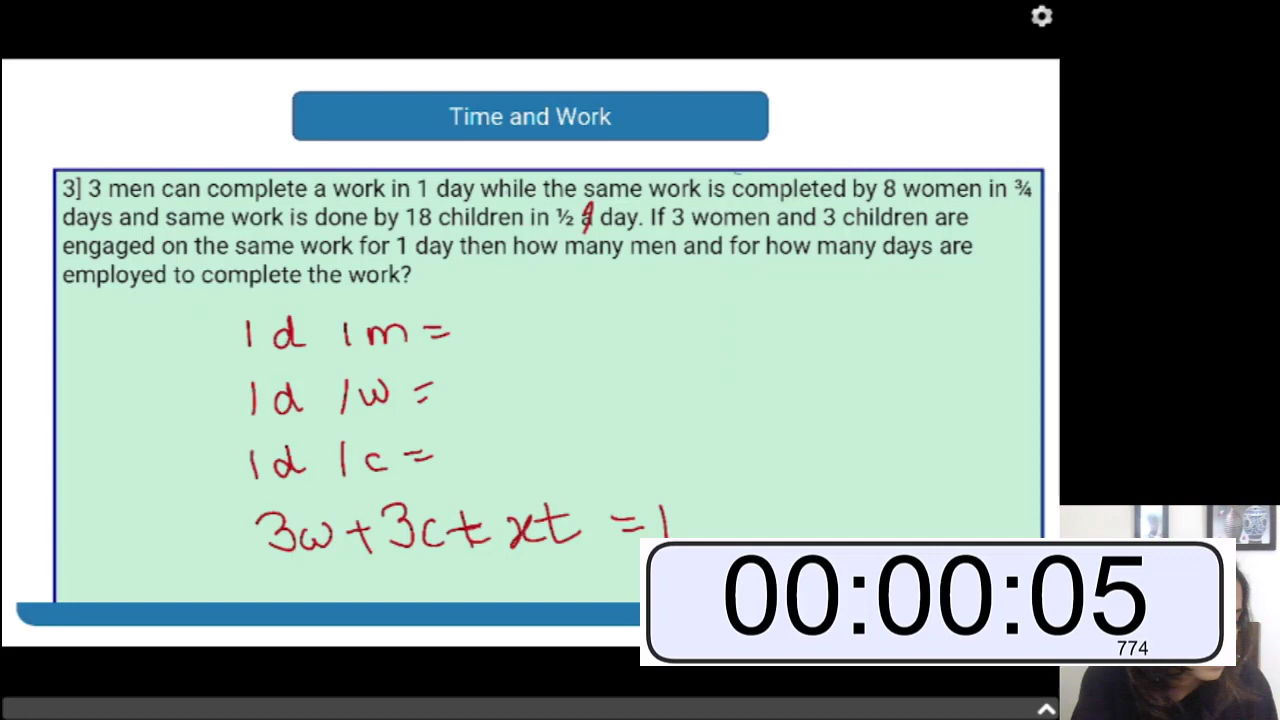 Time and Work
3] 3 men can complete a work in 1 day while the same work is completed by 8 women in ¾
days and same work is done by 18 children in ½ a day. If 3 women and 3 children are
engaged on the same work for 1 day then how many men and for how many days are
employed to complete the work?
1 d 1 m =
1 d 1 w =
1 d 1 c =
3w + 3c + xt = 1
00:00:05
774